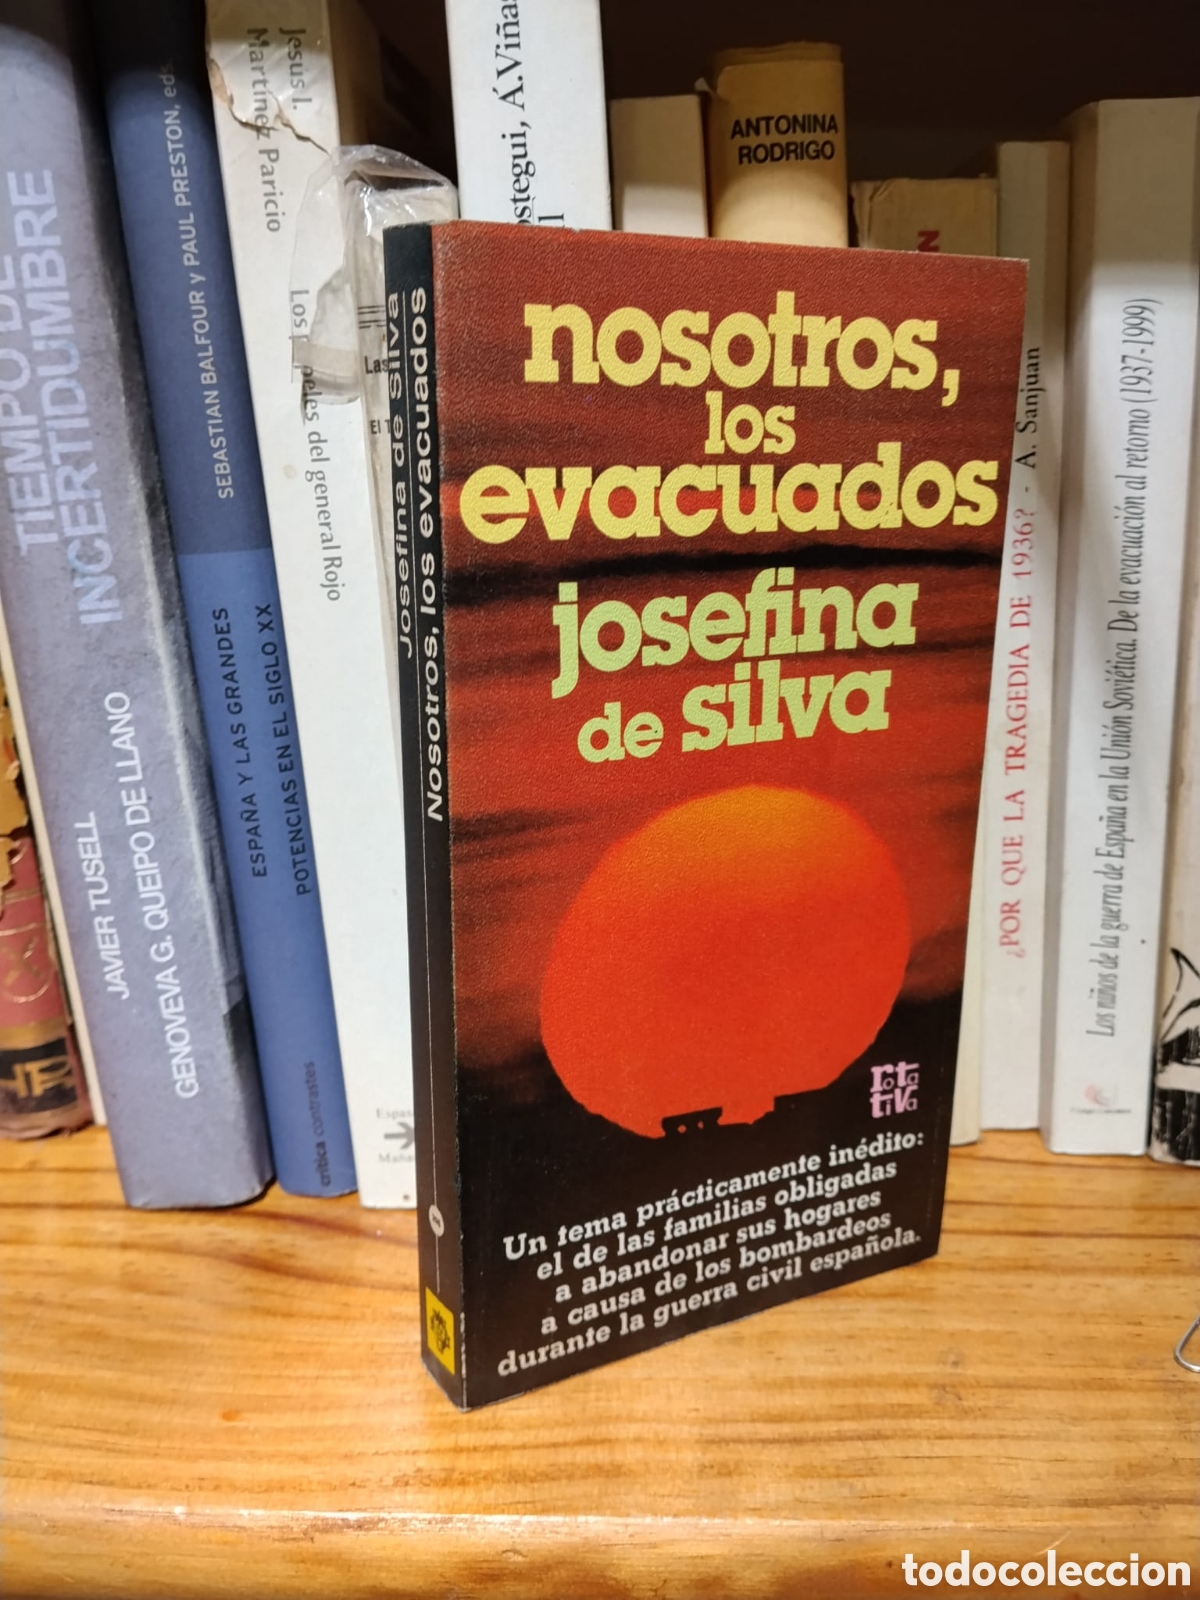 nosotros,
los
evacuados
josefina
de silva
rotativa
Un tema prácticamente inédito:
el de las familias obligadas
a abandonar sus hogares
a causa de los bombardeos
durante la guerra civil española.
Josefina de Silva
Nosotros, los evacuados
TIEMPO DE
INCERTIDUMBRE
JAVIER TUSELL
GENOVEVA G. QUEIPO DE LLANO
SEBASTIAN BALFOUR Y PAUL PRESTON, eds.
ESPAÑA Y LAS GRANDES
POTENCIAS EN EL SIGLO XX
crítica contrastes
Jesus I.
Martínez Paricio
Los del general Rojo
Las
Á. Viñas
ANTONINA
RODRIGO
¿POR QUE LA TRAGEDIA DE 1936? - A. Sanjuan
Los niños de la guerra de España en la Unión Soviética. De la evacuación al retorno (1937-1999)
todocoleccion